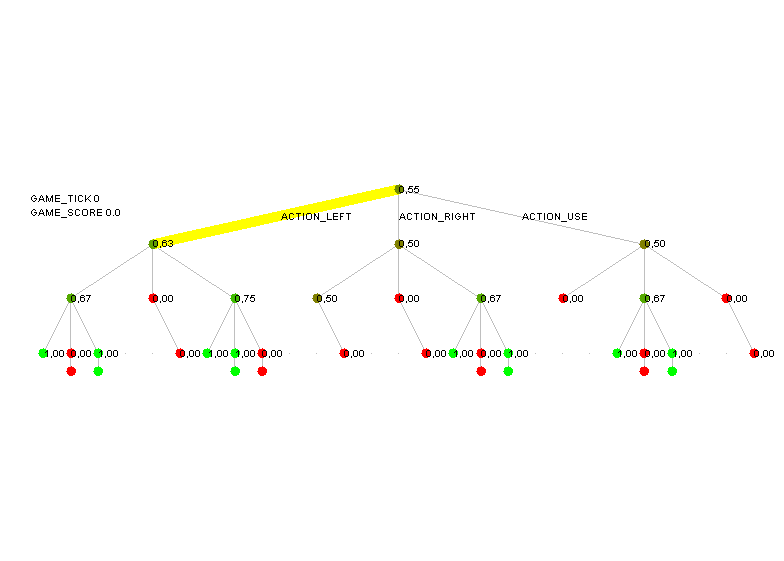 0,55
GAME_TICK 0
GAME_SCORE 0.0
ACTION_LEFT ACTION_RIGHT ACTION_USE
0,63 0,50 0,50
0,67 0,00 0,75 0,50 0,00 0,67 0,00 0,67 0,00
1,00 0,00 1,00 0,00 1,00 1,00 0,00 0,00 0,00 1,00 0,00 1,00 1,00 0,00 1,00 0,00